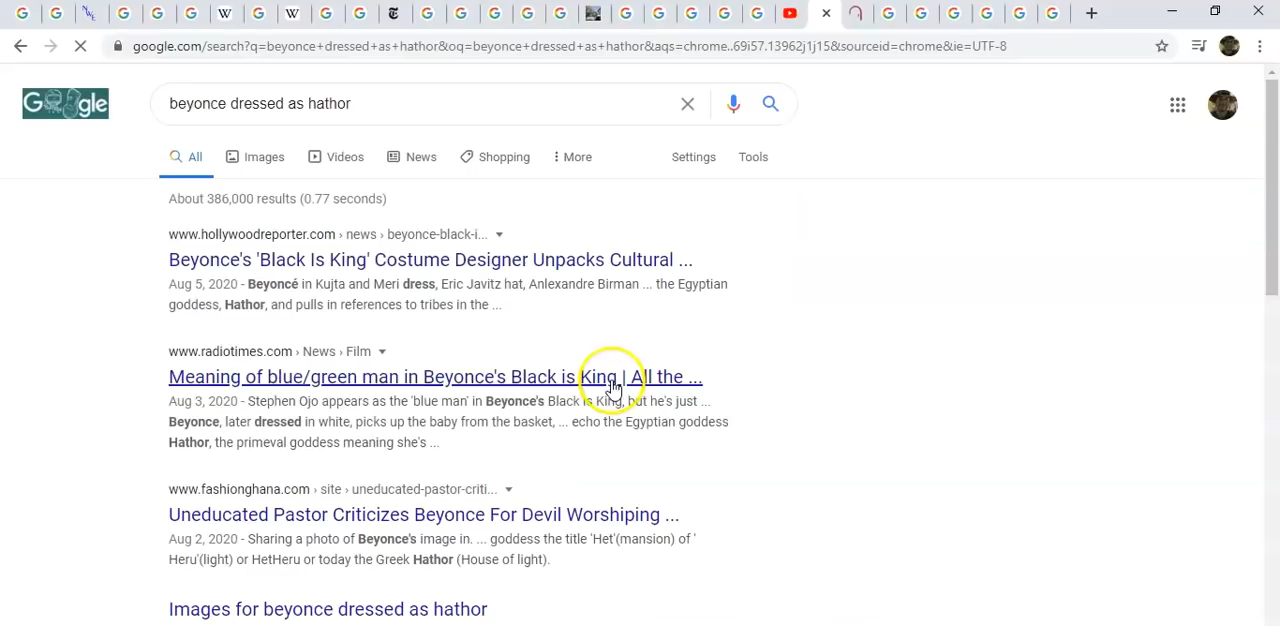 google.com/search?q=beyonce+dressed+as+hathor&oq=beyonce+dressed+as+hathor&aqs=chrome..69i57.13962j1j15&sourceid=chrome&ie=UTF-8
Google
beyonce dressed as hathor
All Images Videos News Shopping More Settings Tools
About 386,000 results (0.77 seconds)
www.hollywoodreporter.com › news › beyonce-black-i...
Beyonce's 'Black Is King' Costume Designer Unpacks Cultural ...
Aug 5, 2020 - Beyoncé in Kujta and Meri dress, Eric Javitz hat, Anlexandre Birman ... the Egyptian
goddess, Hathor, and pulls in references to tribes in the ...
www.radiotimes.com › News › Film
Meaning of blue/green man in Beyonce's Black is King | All the ...
Aug 3, 2020 - Stephen Ojo appears as the 'blue man' in Beyonce's Black is King, but he's just ...
Beyonce, later dressed in white, picks up the baby from the basket, ... echo the Egyptian goddess
Hathor, the primeval goddess meaning she's ...
www.fashionghana.com › site › uneducated-pastor-criti...
Uneducated Pastor Criticizes Beyonce For Devil Worshiping ...
Aug 2, 2020 - Sharing a photo of Beyonce's image in. ... goddess the title 'Het'(mansion) of '
Heru'(light) or HetHeru or today the Greek Hathor (House of light).
Images for beyonce dressed as hathor